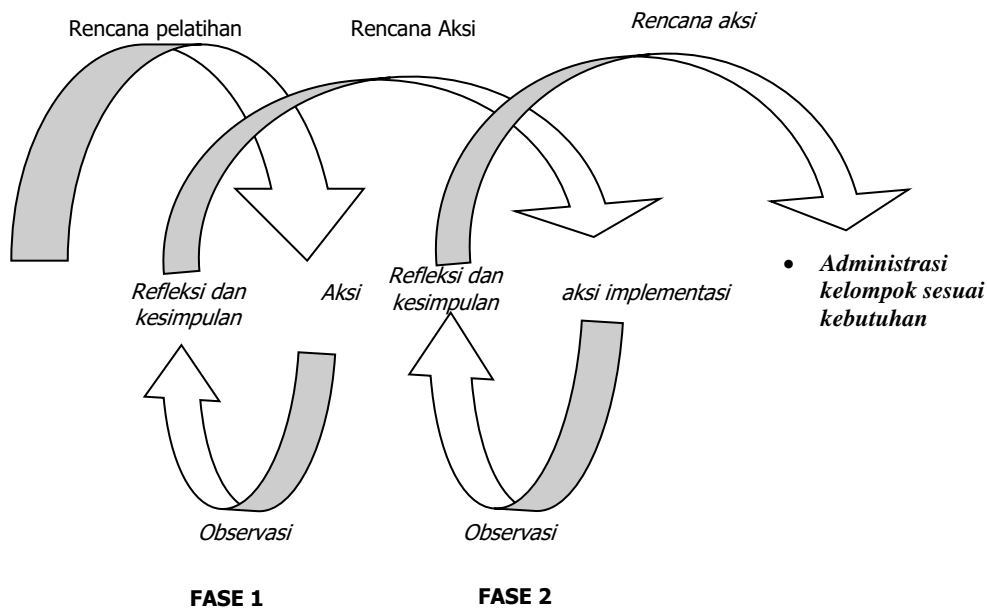 Rencana pelatihan
Rencana Aksi
Rencana aksi
Refleksi dan
kesimpulan
Aksi
Refleksi dan
kesimpulan
aksi implementasi
• Administrasi
kelompok sesuai
kebutuhan
Observasi
Observasi
FASE 1
FASE 2